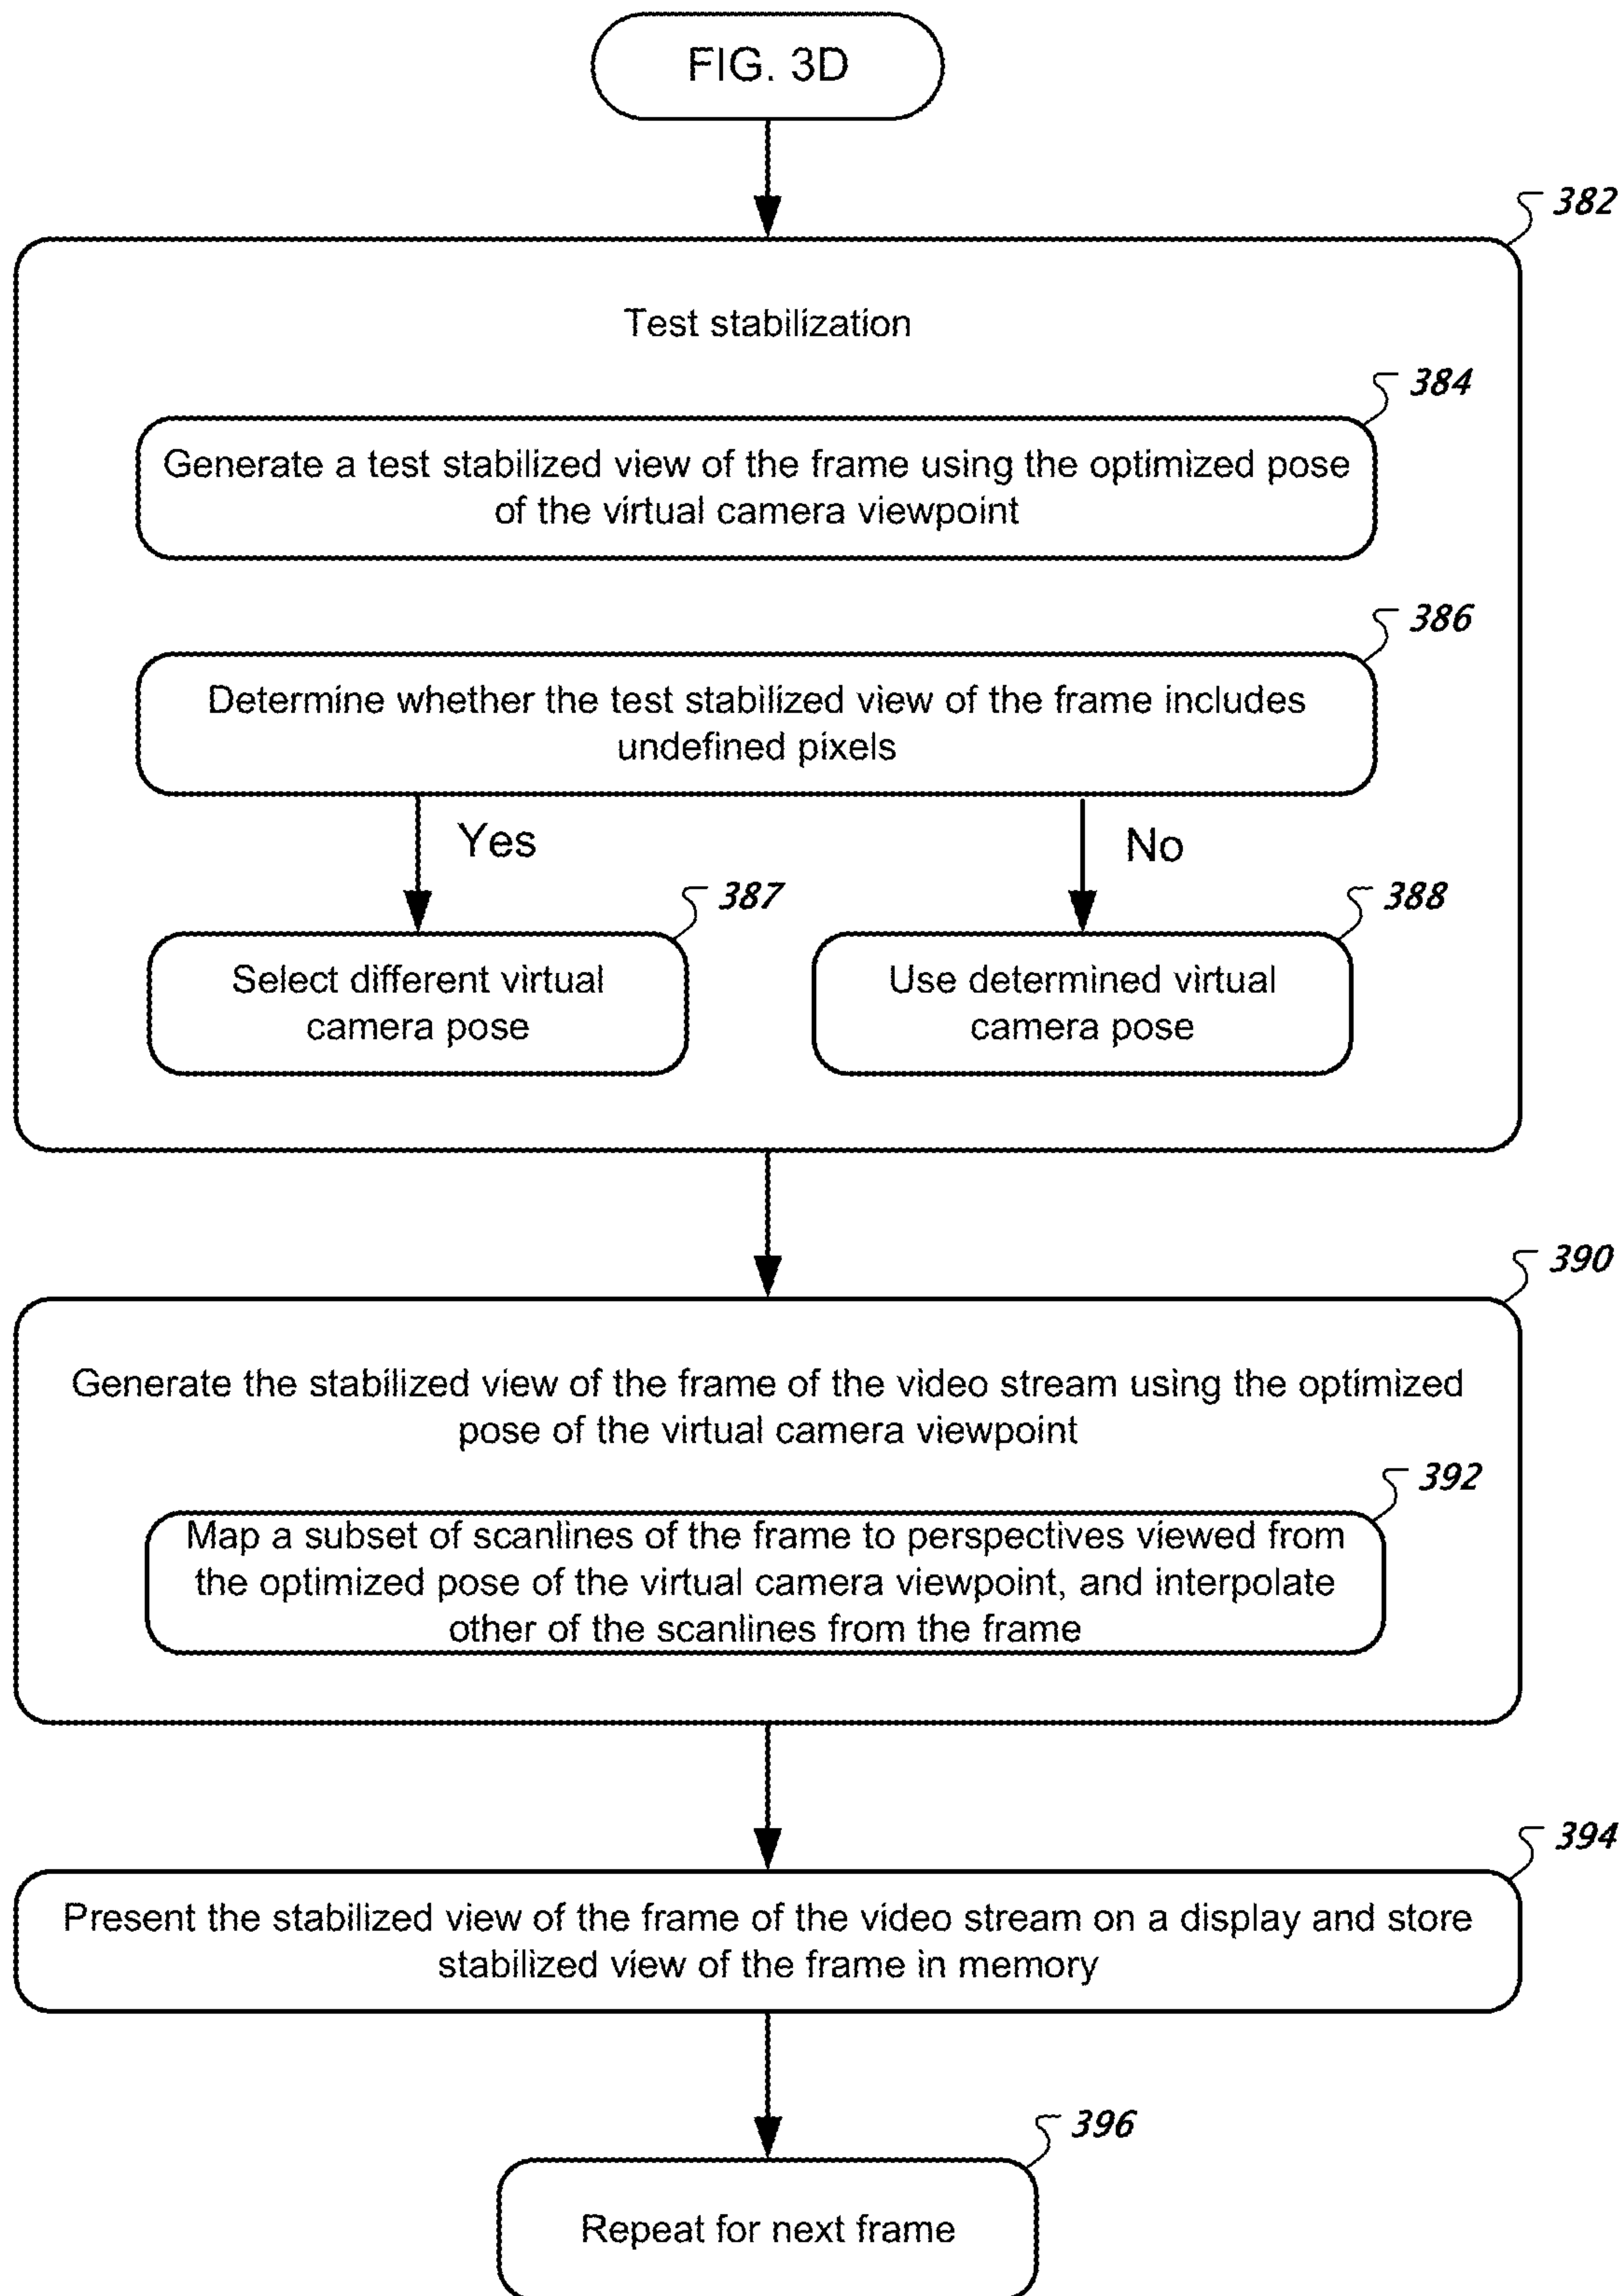 FIG. 3D
382
Test stabilization
384
Generate a test stabilized view of the frame using the optimized pose
of the virtual camera viewpoint
386
Determine whether the test stabilized view of the frame includes
undefined pixels
Yes
No
387
388
Select different virtual
camera pose
Use determined virtual
camera pose
390
Generate the stabilized view of the frame of the video stream using the optimized
pose of the virtual camera viewpoint
392
Map a subset of scanlines of the frame to perspectives viewed from
the optimized pose of the virtual camera viewpoint, and interpolate
other of the scanlines from the frame
394
Present the stabilized view of the frame of the video stream on a display and store
stabilized view of the frame in memory
396
Repeat for next frame